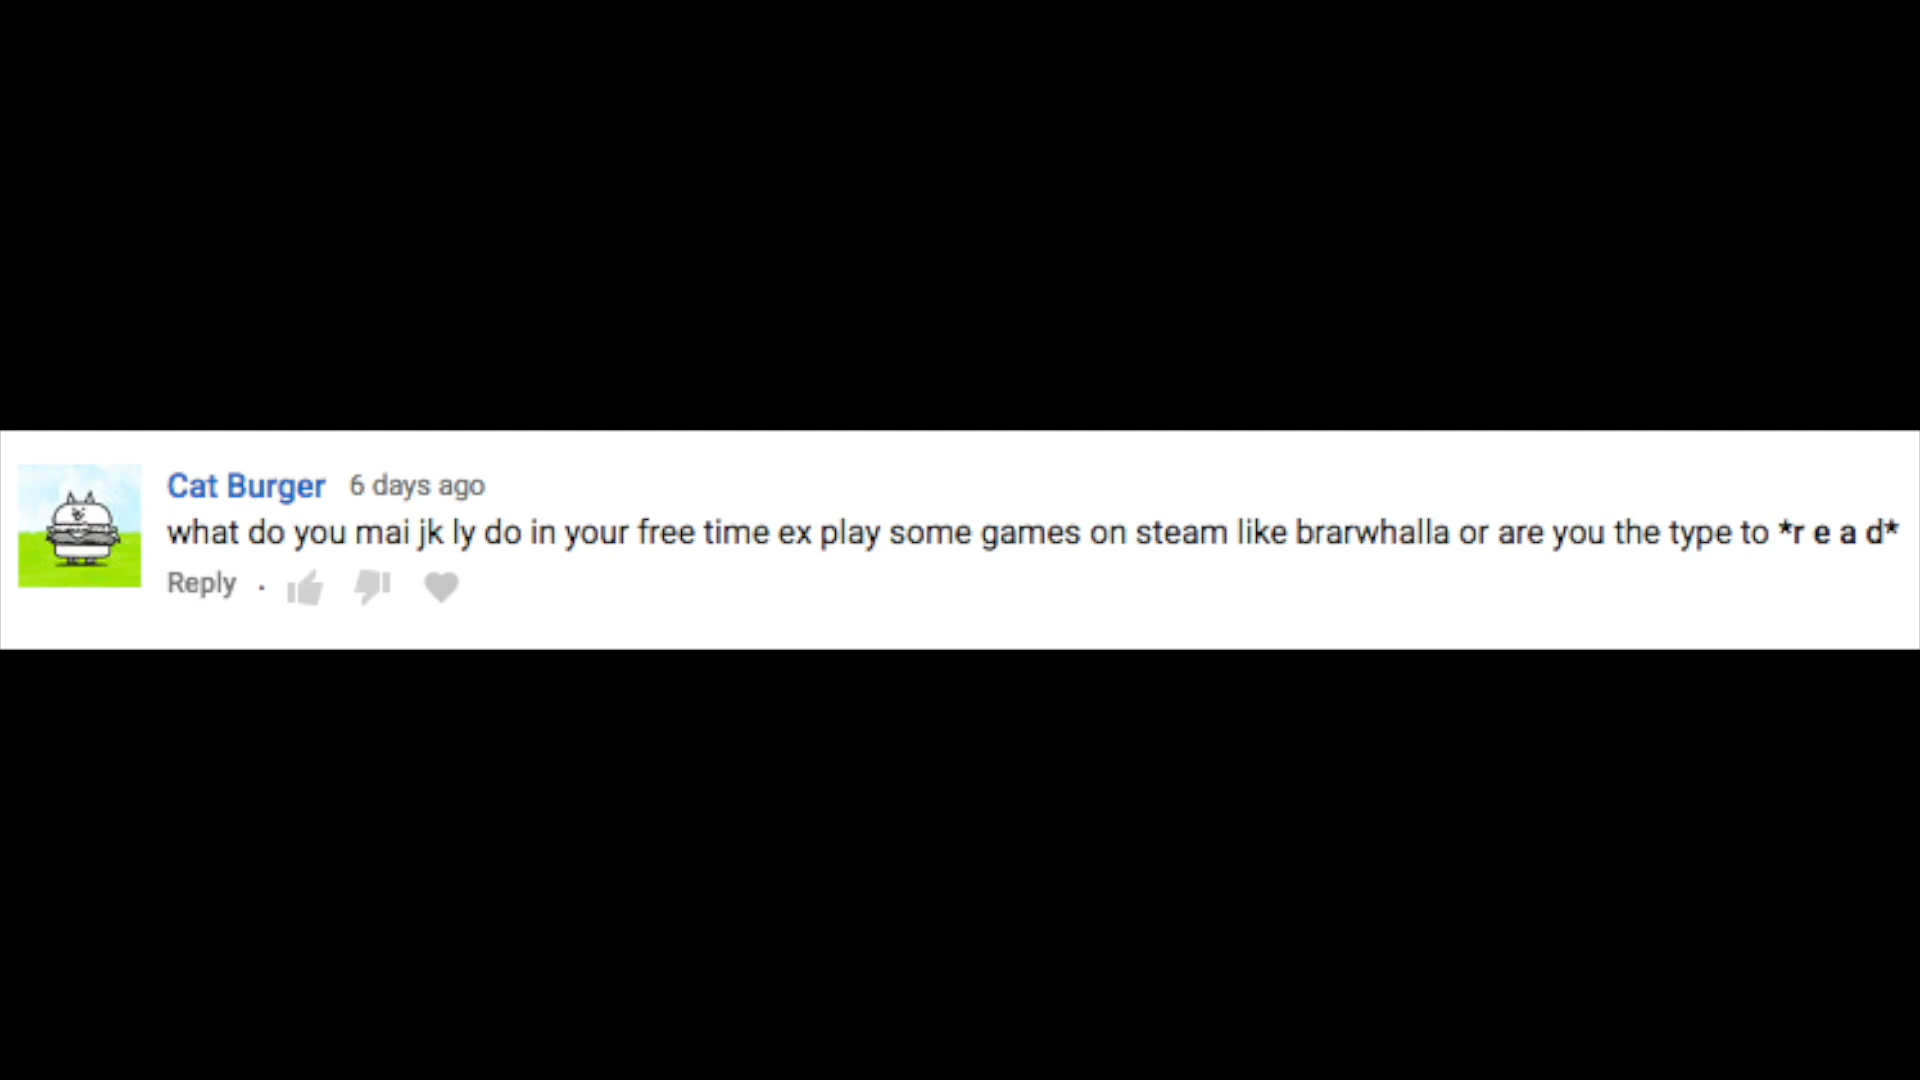 Cat Burger 6 days ago
what do you mai jk ly do in your free time ex play some games on steam like brarwhalla or are you the type to *r e a d*
Reply .